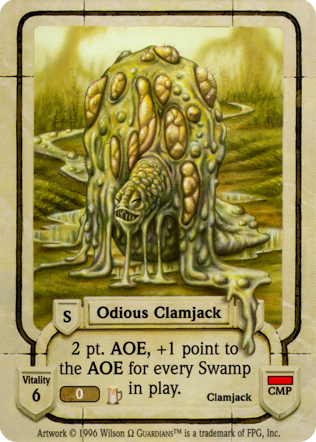 S
Odious Clamjack
2 pt. AOE, +1 point to
the AOE for every Swamp
in play.
Vitality
6
0
Clamjack
CMP
Artwork © 1996 Wilson Ω GUARDIANS™ is a trademark of FPG, Inc.